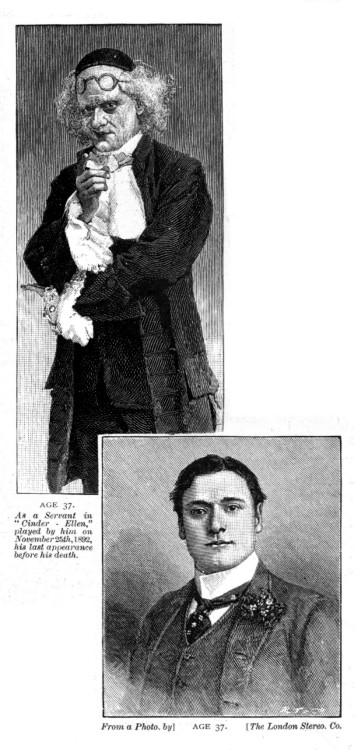 AGE 37.
As a Servant in
"Cinder - Ellen,"
played by him on
November 25th, 1892,
his last appearance
before his death.
From a Photo. by] AGE 37. [The London Stereo. Co.